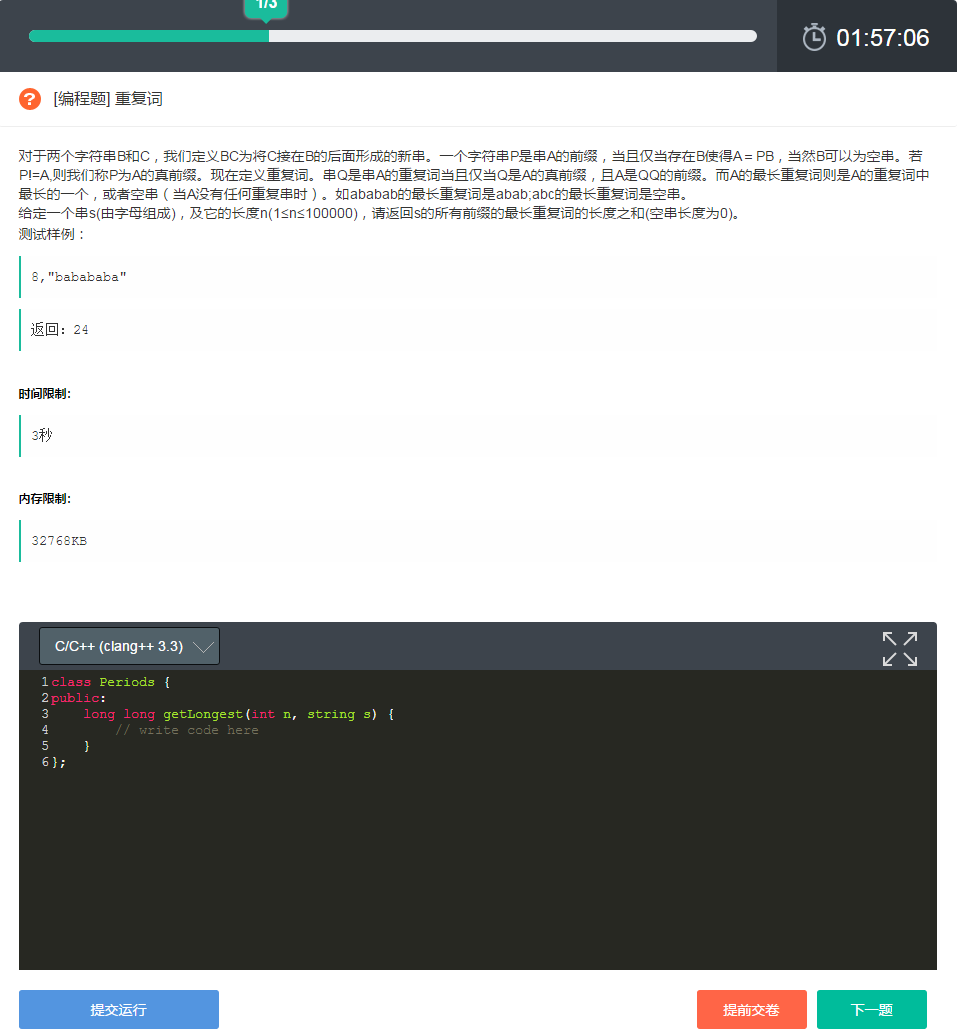 1/3
01:57:06
? [编程题] 重复词
对于两个字符串B和C，我们定义BC为将C接在B的后面形成的新串。一个字符串P是串A的前缀，当且仅当存在B使得A = PB，当然B可以为空串。若
P!=A,则我们称P为A的真前缀。现在定义重复词。串Q是串A的重复词当且仅当Q是A的真前缀，且A是QQ的前缀。而A的最长重复词则是A的重复词中
最长的一个，或者空串（当A没有任何重复串时）。如ababab的最长重复词是abab;abc的最长重复词是空串。
给定一个串s(由字母组成)，及它的长度n(1≤n≤100000)，请返回s的所有前缀的最长重复词的长度之和(空串长度为0)。
测试样例：
8,"babababa"
返回：24
时间限制：
3秒
内存限制：
32768KB
C/C++ (clang++ 3.3)
1 class Periods {
2 public:
3     long long getLongest(int n, string s) {
4         // write code here
5     }
6 };
提交运行
提前交卷
下一题